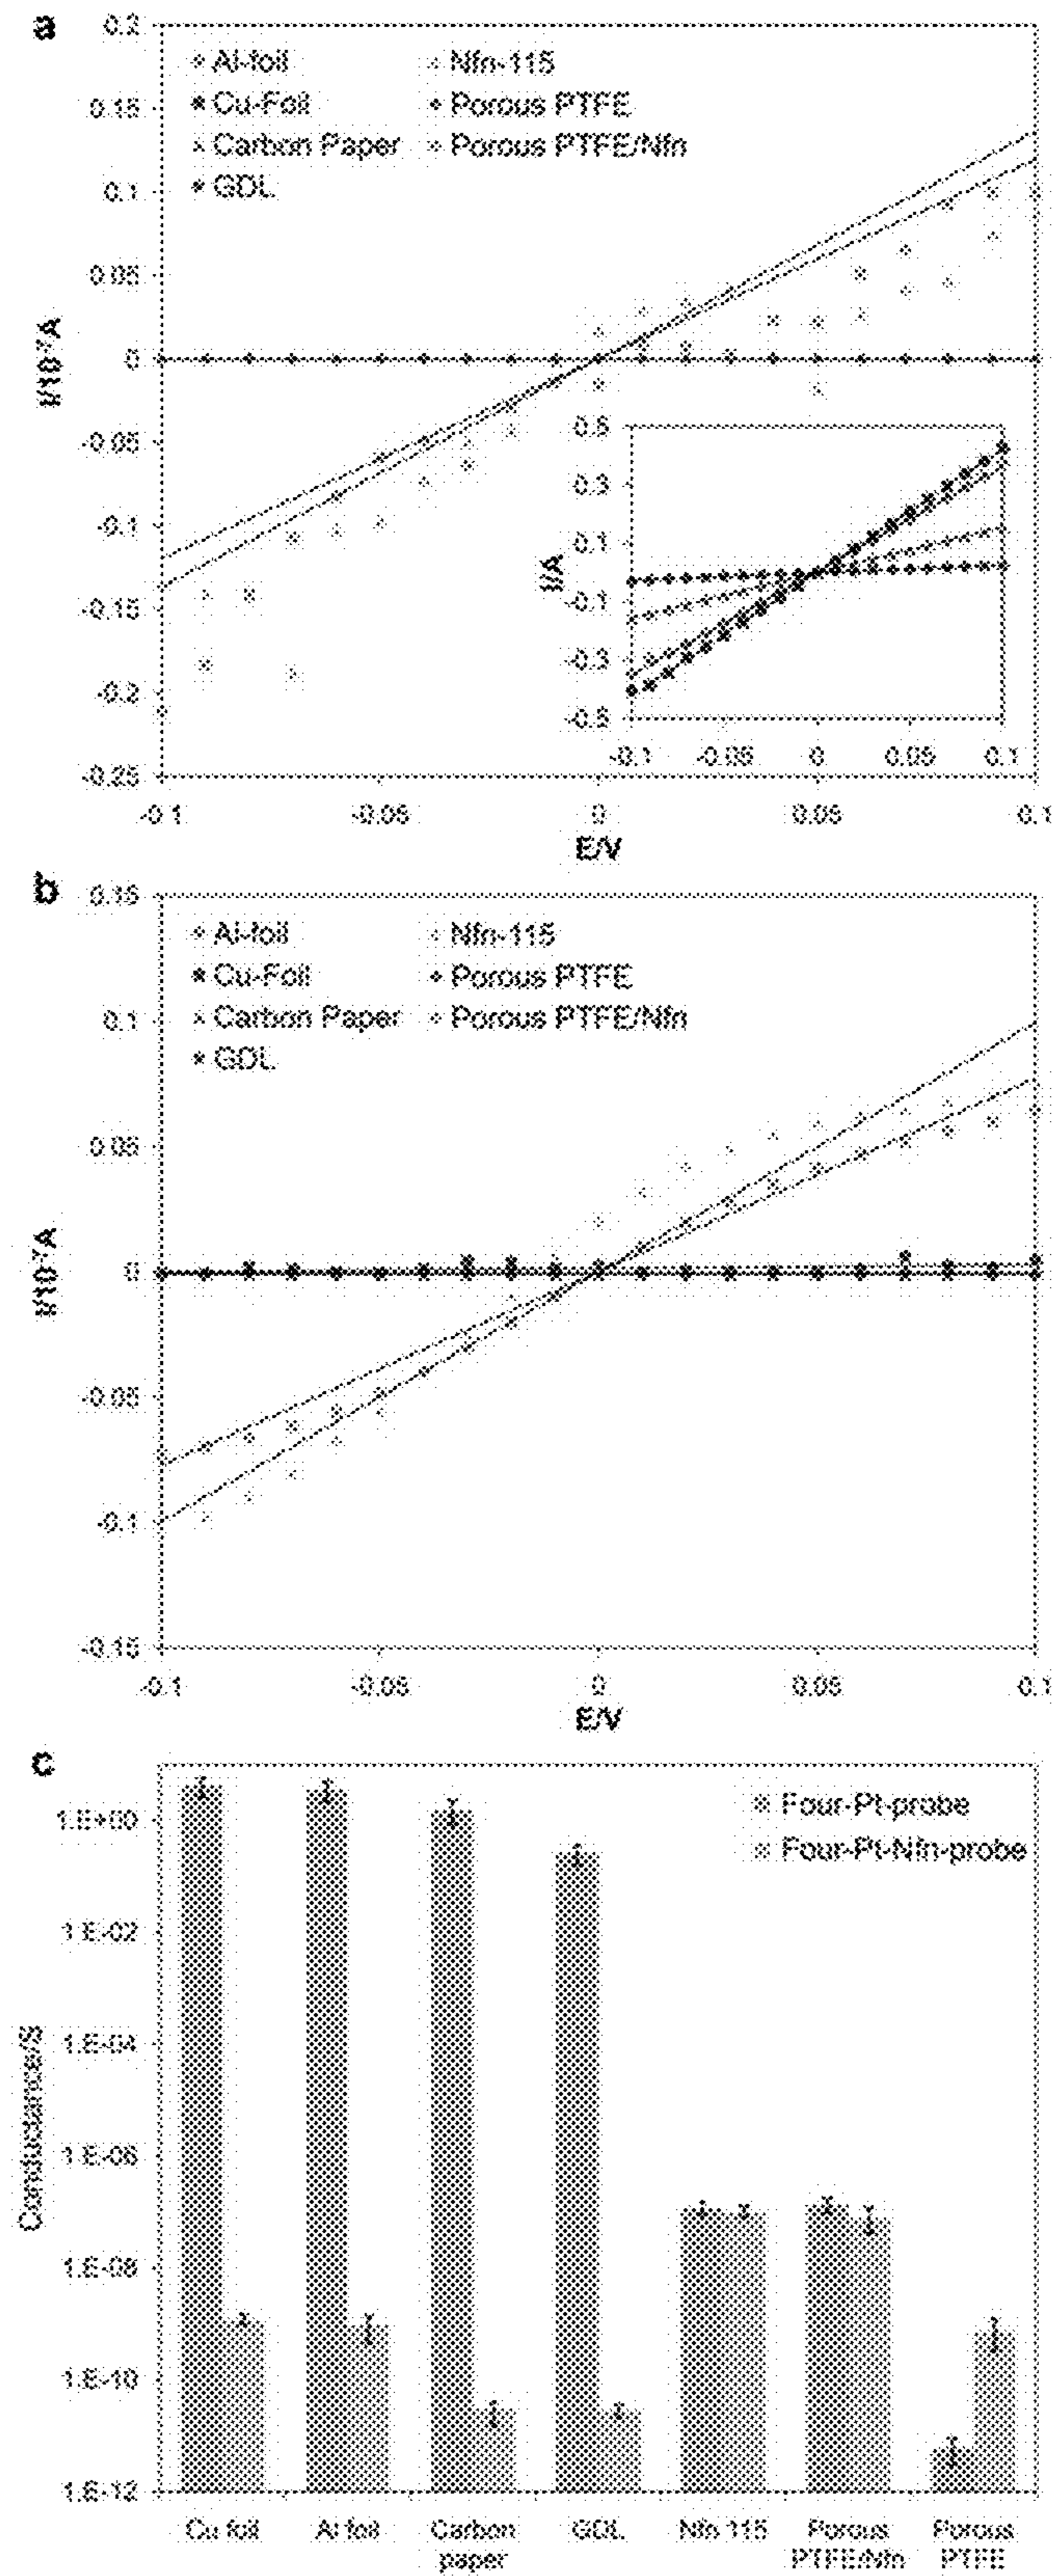 a
0.2
0.15
0.1
0.05
0
-0.05
-0.1
-0.15
-0.2
-0.25
I/10⁻⁷A
Al-foil
Nfn-115
Cu-Foil
Porous PTFE
Carbon Paper
Porous PTFE/Nfn
GDL
0.5
0.3
0.1
-0.1
-0.3
-0.5
I/A
-0.1 -0.05 0 0.05 0.1
-0.1 -0.05 0 0.05 0.1
E/V
b
0.15
0.1
0.05
0
-0.05
-0.1
-0.15
I/10⁻⁷A
Al-foil
Nfn-115
Cu-Foil
Porous PTFE
Carbon Paper
Porous PTFE/Nfn
GDL
-0.1 -0.05 0 0.05 0.1
E/V
c
1.E+00
1.E-02
1.E-04
1.E-06
1.E-08
1.E-10
1.E-12
Conductance/S
Four-Pt-probe
Four-Pt-Nfn-probe
Cu foil
Al foil
Carbon
paper
GDL
Nfn 115
Porous
PTFE/Nfn
Porous
PTFE